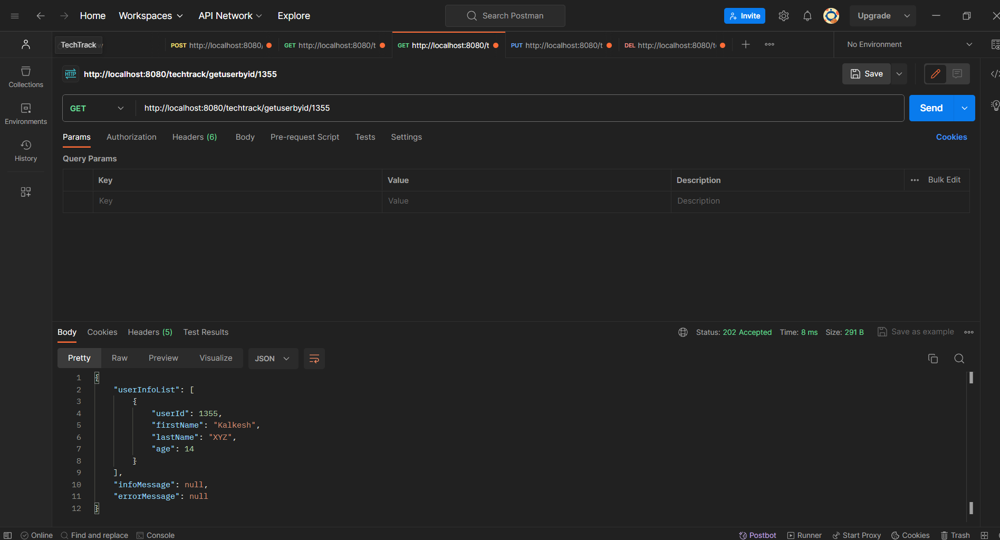 Home Workspaces API Network Explore Search Postman Invite Upgrade
TechTrack POST http://localhost:8080/ GET http://localhost:8080/t GET http://localhost:8080/t PUT http://localhost:8080/t DEL http://localhost:8080/t No Environment
HTTP http://localhost:8080/techtrack/getuserbyid/1355 Save
Collections
GET http://localhost:8080/techtrack/getuserbyid/1355 Send
Environments
Params Authorization Headers (6) Body Pre-request Script Tests Settings Cookies
History
Query Params
Key Value Description Bulk Edit
Key Value Description
Body Cookies Headers (5) Test Results Status: 202 Accepted Time: 8 ms Size: 291 B Save as example
Pretty Raw Preview Visualize JSON
1 {
2 "userInfoList": [
3 {
4 "userId": 1355,
5 "firstName": "Kalkesh",
6 "lastName": "XYZ",
7 "age": 14
8 }
9 ],
10 "infoMessage": null,
11 "errorMessage": null
12 }
Online Find and replace Console Postbot Runner Start Proxy Cookies Trash